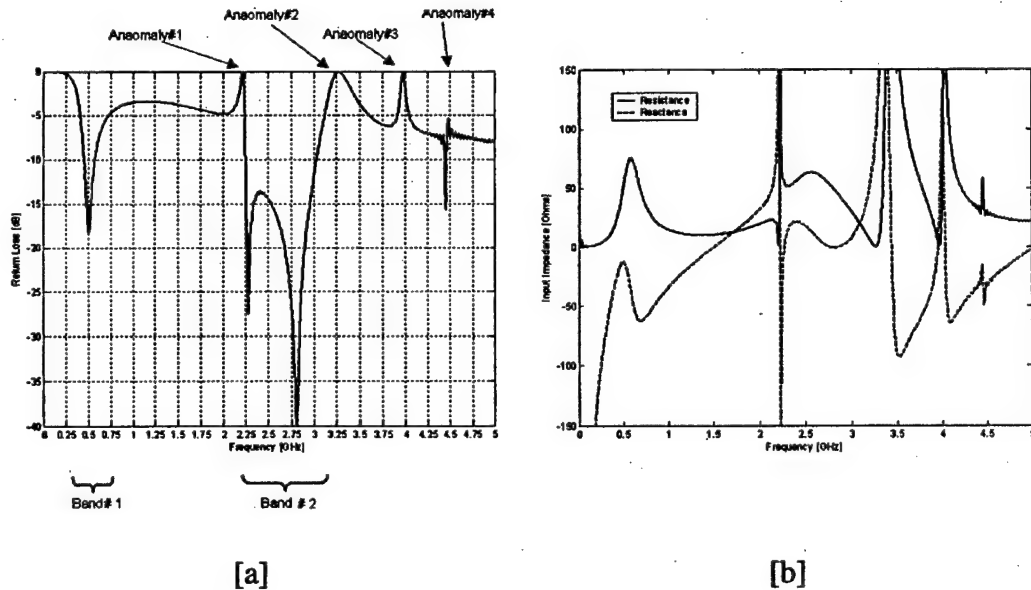 Anaomaly#1
Anaomaly#2
Anaomaly#3
Anaomaly#4
Return Loss [dB]
0
-5
-10
-15
-20
-25
-30
-35
-40
0 0.25 0.5 0.75 1 1.25 1.5 1.75 2 2.25 2.5 2.75 3 3.25 3.5 3.75 4 4.25 4.5 4.75 5
Frequency [GHz]
Band# 1
Band # 2
[a]
Resistance
Reactance
Input Impedance [Ohms]
150
100
50
0
-50
-100
-150
0 0.5 1 1.5 2 2.5 3 3.5 4 4.5
Frequency [GHz]
[b]